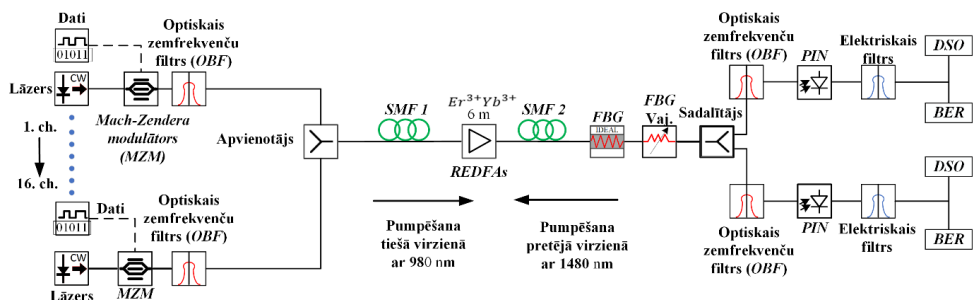 Dati
01011
Lāzers
CW
Mach-Zendera
modulātors
(MZM)
Optiskais
zemfrekvenču
filtrs (OBF)
1. ch.
16. ch.
Dati
01011
CW
Lāzers
MZM
Optiskais
zemfrekvenču
filtrs (OBF)
Apvienotājs
SMF 1
Er³⁺Yb³⁺
6 m
REDFAs
SMF 2
FBG
IDEAL
FBG
Vaj.
Sadalītājs
Pumpēšana
tiešā virzienā
ar 980 nm
Pumpēšana
pretējā virzienā
ar 1480 nm
Optiskais
zemfrekvenču
filtrs (OBF)
PIN
Elektriskais
filtrs
DSO
BER
Optiskais
zemfrekvenču
filtrs (OBF)
PIN
Elektriskais
filtrs
DSO
BER